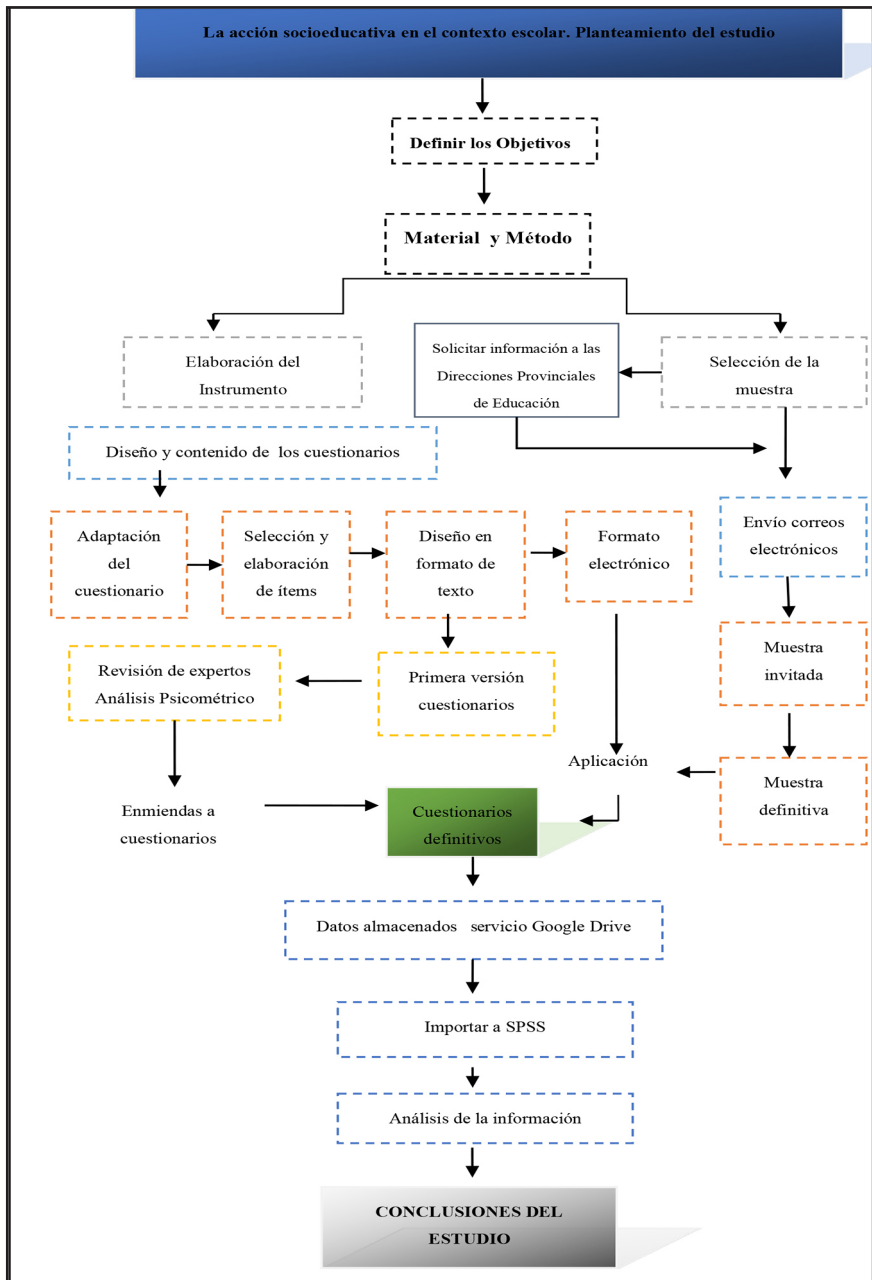 La acción socioeducativa en el contexto escolar. Planteamiento del estudio
Definir los Objetivos
Material y Método
Elaboración del
Instrumento
Solicitar información a las
Direcciones Provinciales
de Educación
Selección de la
muestra
Diseño y contenido de los cuestionarios
Adaptación
del
cuestionario
Selección y
elaboración
de ítems
Diseño en
formato de
texto
Formato
electrónico
Envío correos
electrónicos
Revisión de expertos
Análisis Psicométrico
Primera versión
cuestionarios
Muestra
invitada
Aplicación
Muestra
definitiva
Enmiendas a
cuestionarios
Cuestionarios
definitivos
Datos almacenados servicio Google Drive
Importar a SPSS
Análisis de la información
CONCLUSIONES DEL
ESTUDIO